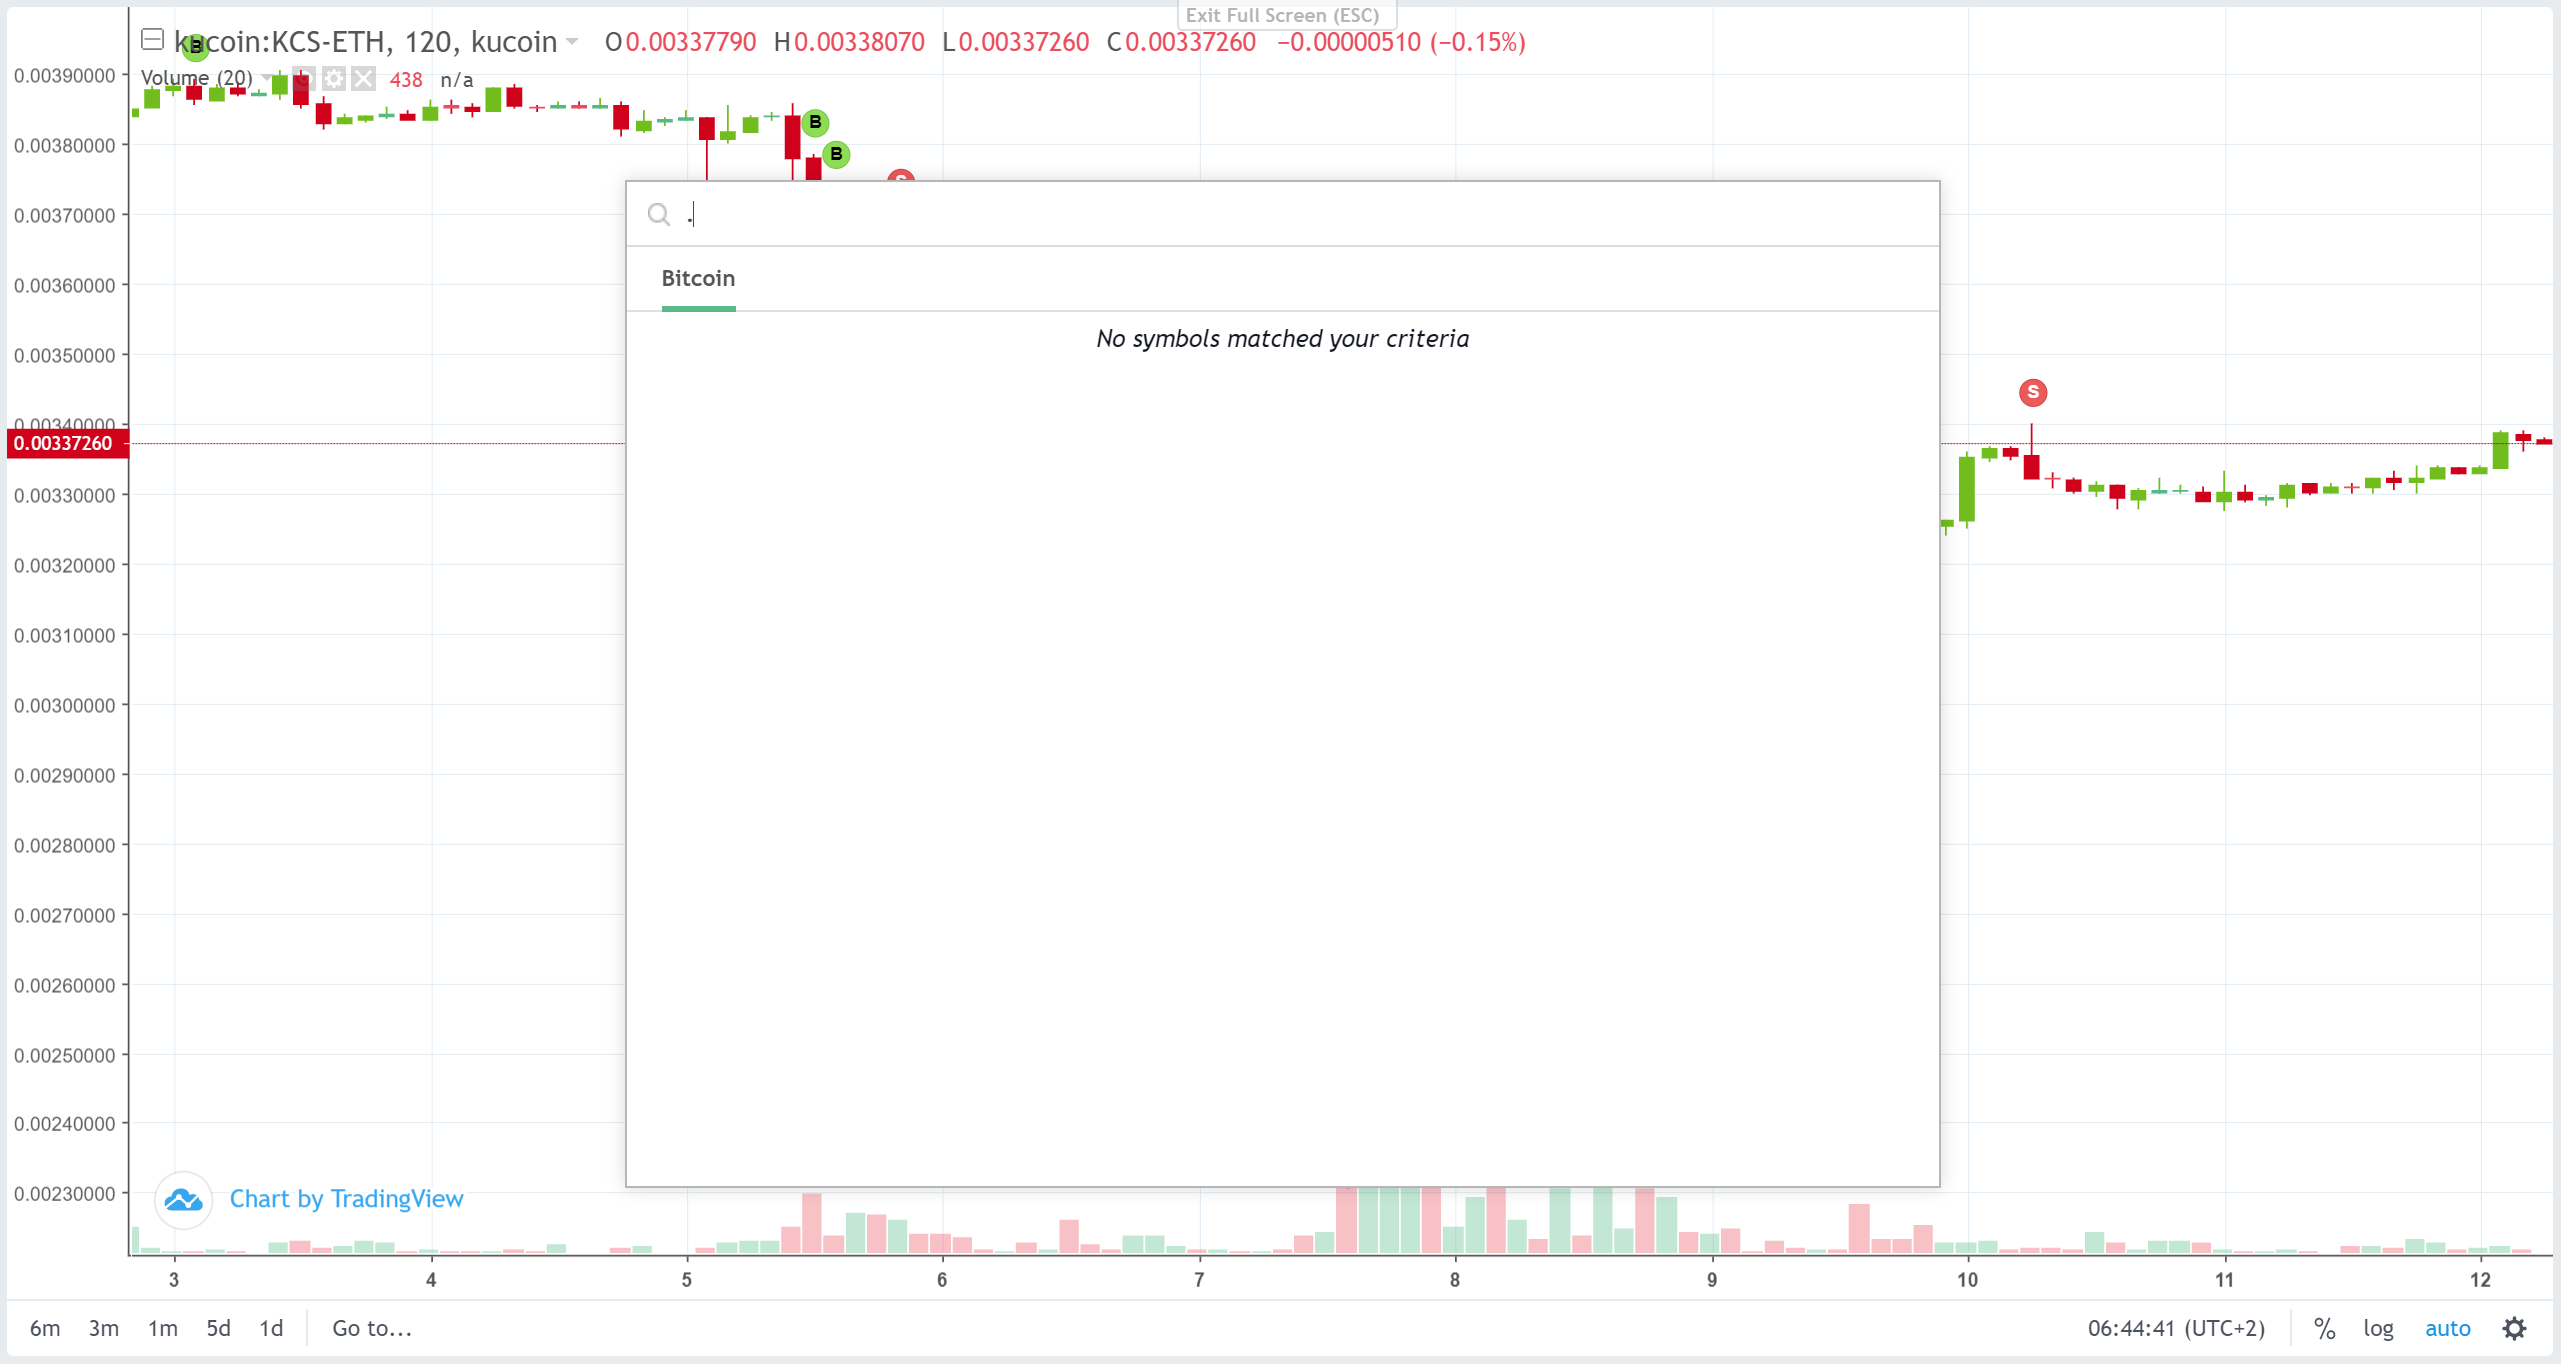 Exit Full Screen (ESC)
kucoin:KCS-ETH, 120, kucoin O0.00337790 H0.00338070 L0.00337260 C0.00337260 −0.00000510 (−0.15%)
B
Volume (20) 438 n/a
B
B
S
.
Bitcoin
No symbols matched your criteria
S
0.00390000
0.00380000
0.00370000
0.00360000
0.00350000
0.00340000
0.00337260
0.00330000
0.00320000
0.00310000
0.00300000
0.00290000
0.00280000
0.00270000
0.00260000
0.00250000
0.00240000
0.00230000
Chart by TradingView
3 4 5 6 7 8 9 10 11 12
6m 3m 1m 5d 1d Go to... 06:44:41 (UTC+2) % log auto